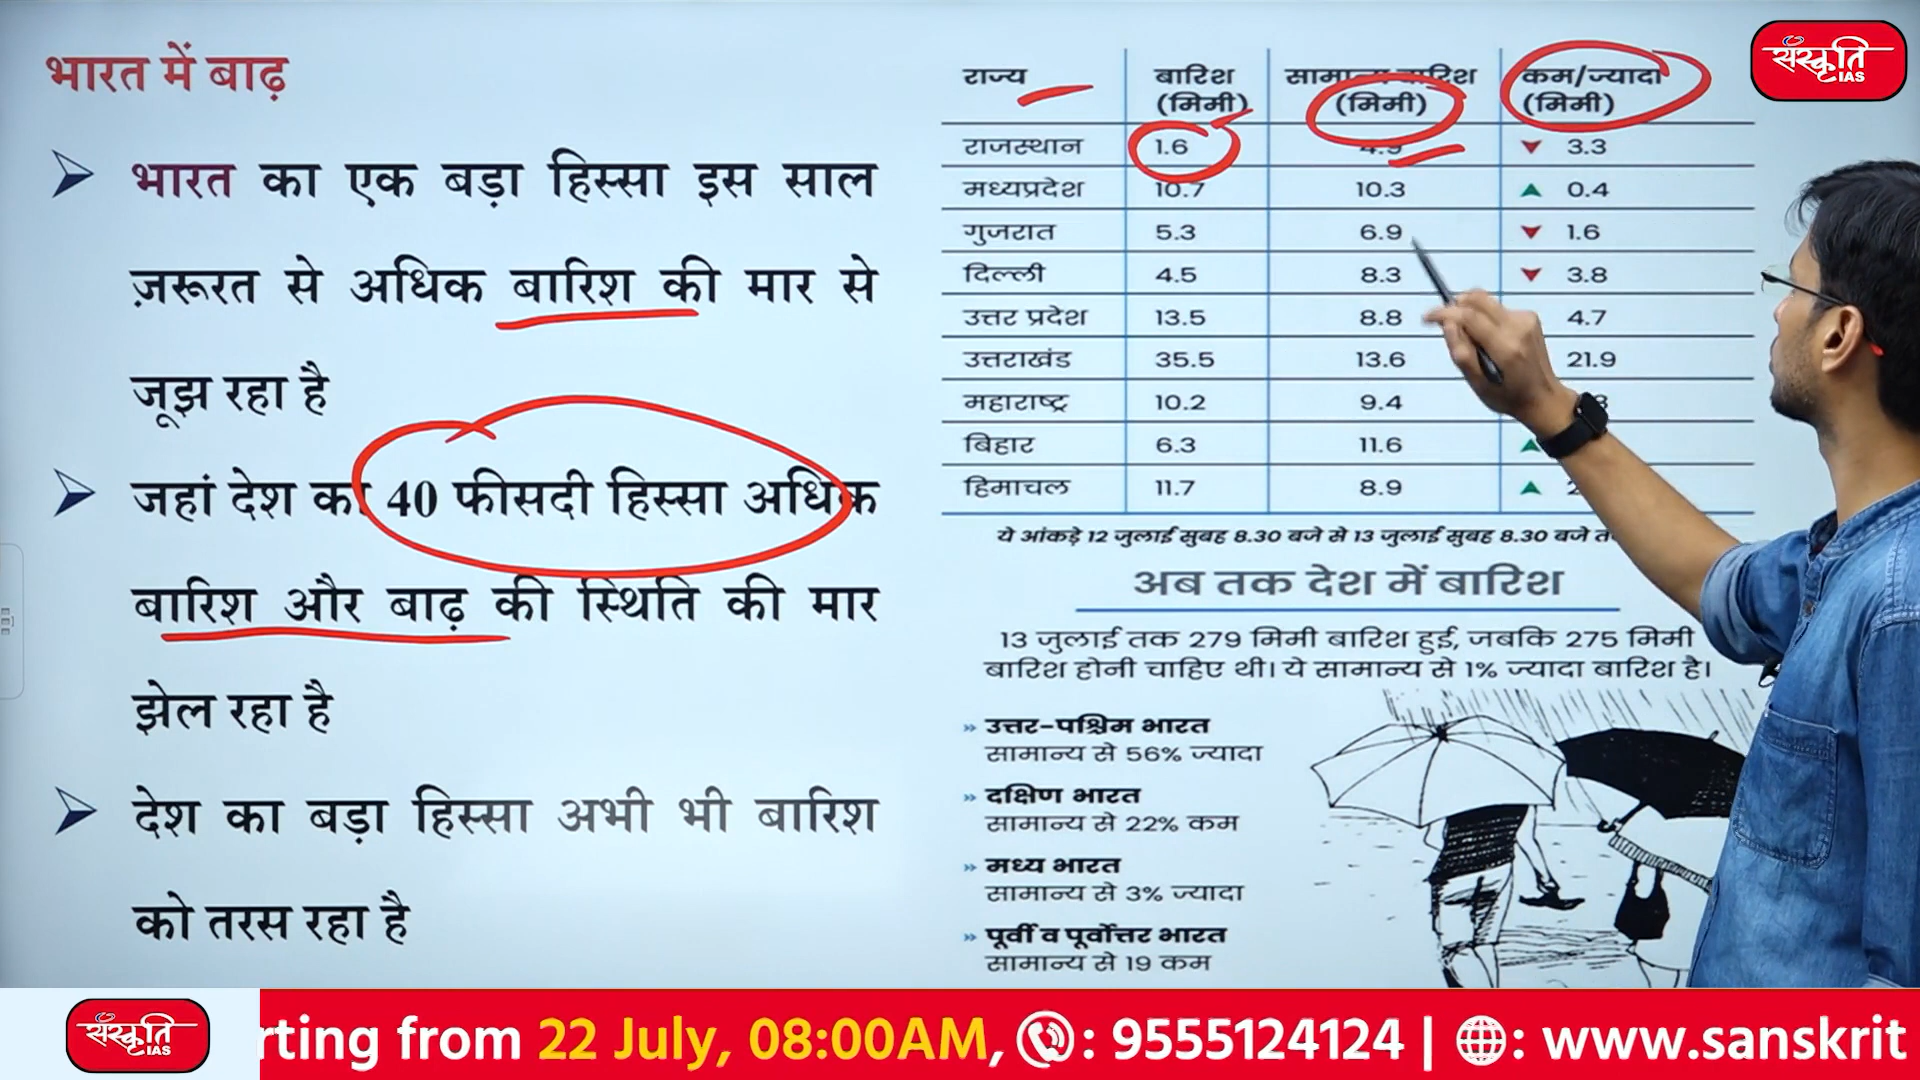 भारत में बाढ़
भारत का एक बड़ा हिस्सा इस साल
ज़रूरत से अधिक बारिश की मार से
जूझ रहा है
जहां देश का 40 फीसदी हिस्सा अधिक
बारिश और बाढ़ की स्थिति की मार
झेल रहा है
देश का बड़ा हिस्सा अभी भी बारिश
को तरस रहा है
राज्य बारिश (मिमी) सामान्य बारिश (मिमी) कम/ज्यादा (मिमी)
राजस्थान 1.6 4.9 3.3
मध्यप्रदेश 10.7 10.3 0.4
गुजरात 5.3 6.9 1.6
दिल्ली 4.5 8.3 3.8
उत्तर प्रदेश 13.5 8.8 4.7
उत्तराखंड 35.5 13.6 21.9
महाराष्ट्र 10.2 9.4
बिहार 6.3 11.6
हिमाचल 11.7 8.9
ये आंकड़े 12 जुलाई सुबह 8.30 बजे से 13 जुलाई सुबह 8.30 बजे
अब तक देश में बारिश
13 जुलाई तक 279 मिमी बारिश हुई, जबकि 275 मिमी
बारिश होनी चाहिए थी। ये सामान्य से 1% ज्यादा बारिश है।
» उत्तर-पश्चिम भारत
सामान्य से 56% ज्यादा
» दक्षिण भारत
सामान्य से 22% कम
» मध्य भारत
सामान्य से 3% ज्यादा
» पूर्वी व पूर्वोत्तर भारत
सामान्य से 19 कम
संस्कृति IAS
संस्कृति IAS
rting from 22 July, 08:00AM, : 9555124124 | : www.sanskrit